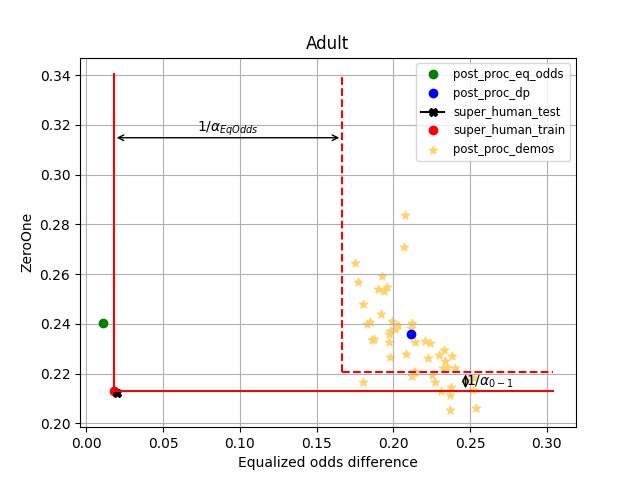 Adult
0.34
0.32
0.30
0.28
0.26
0.24
0.22
0.20
ZeroOne
post_proc_eq_odds
post_proc_dp
super_human_test
super_human_train
post_proc_demos
1/α_EqOdds
1/α_0−1
0.00 0.05 0.10 0.15 0.20 0.25 0.30
Equalized odds difference